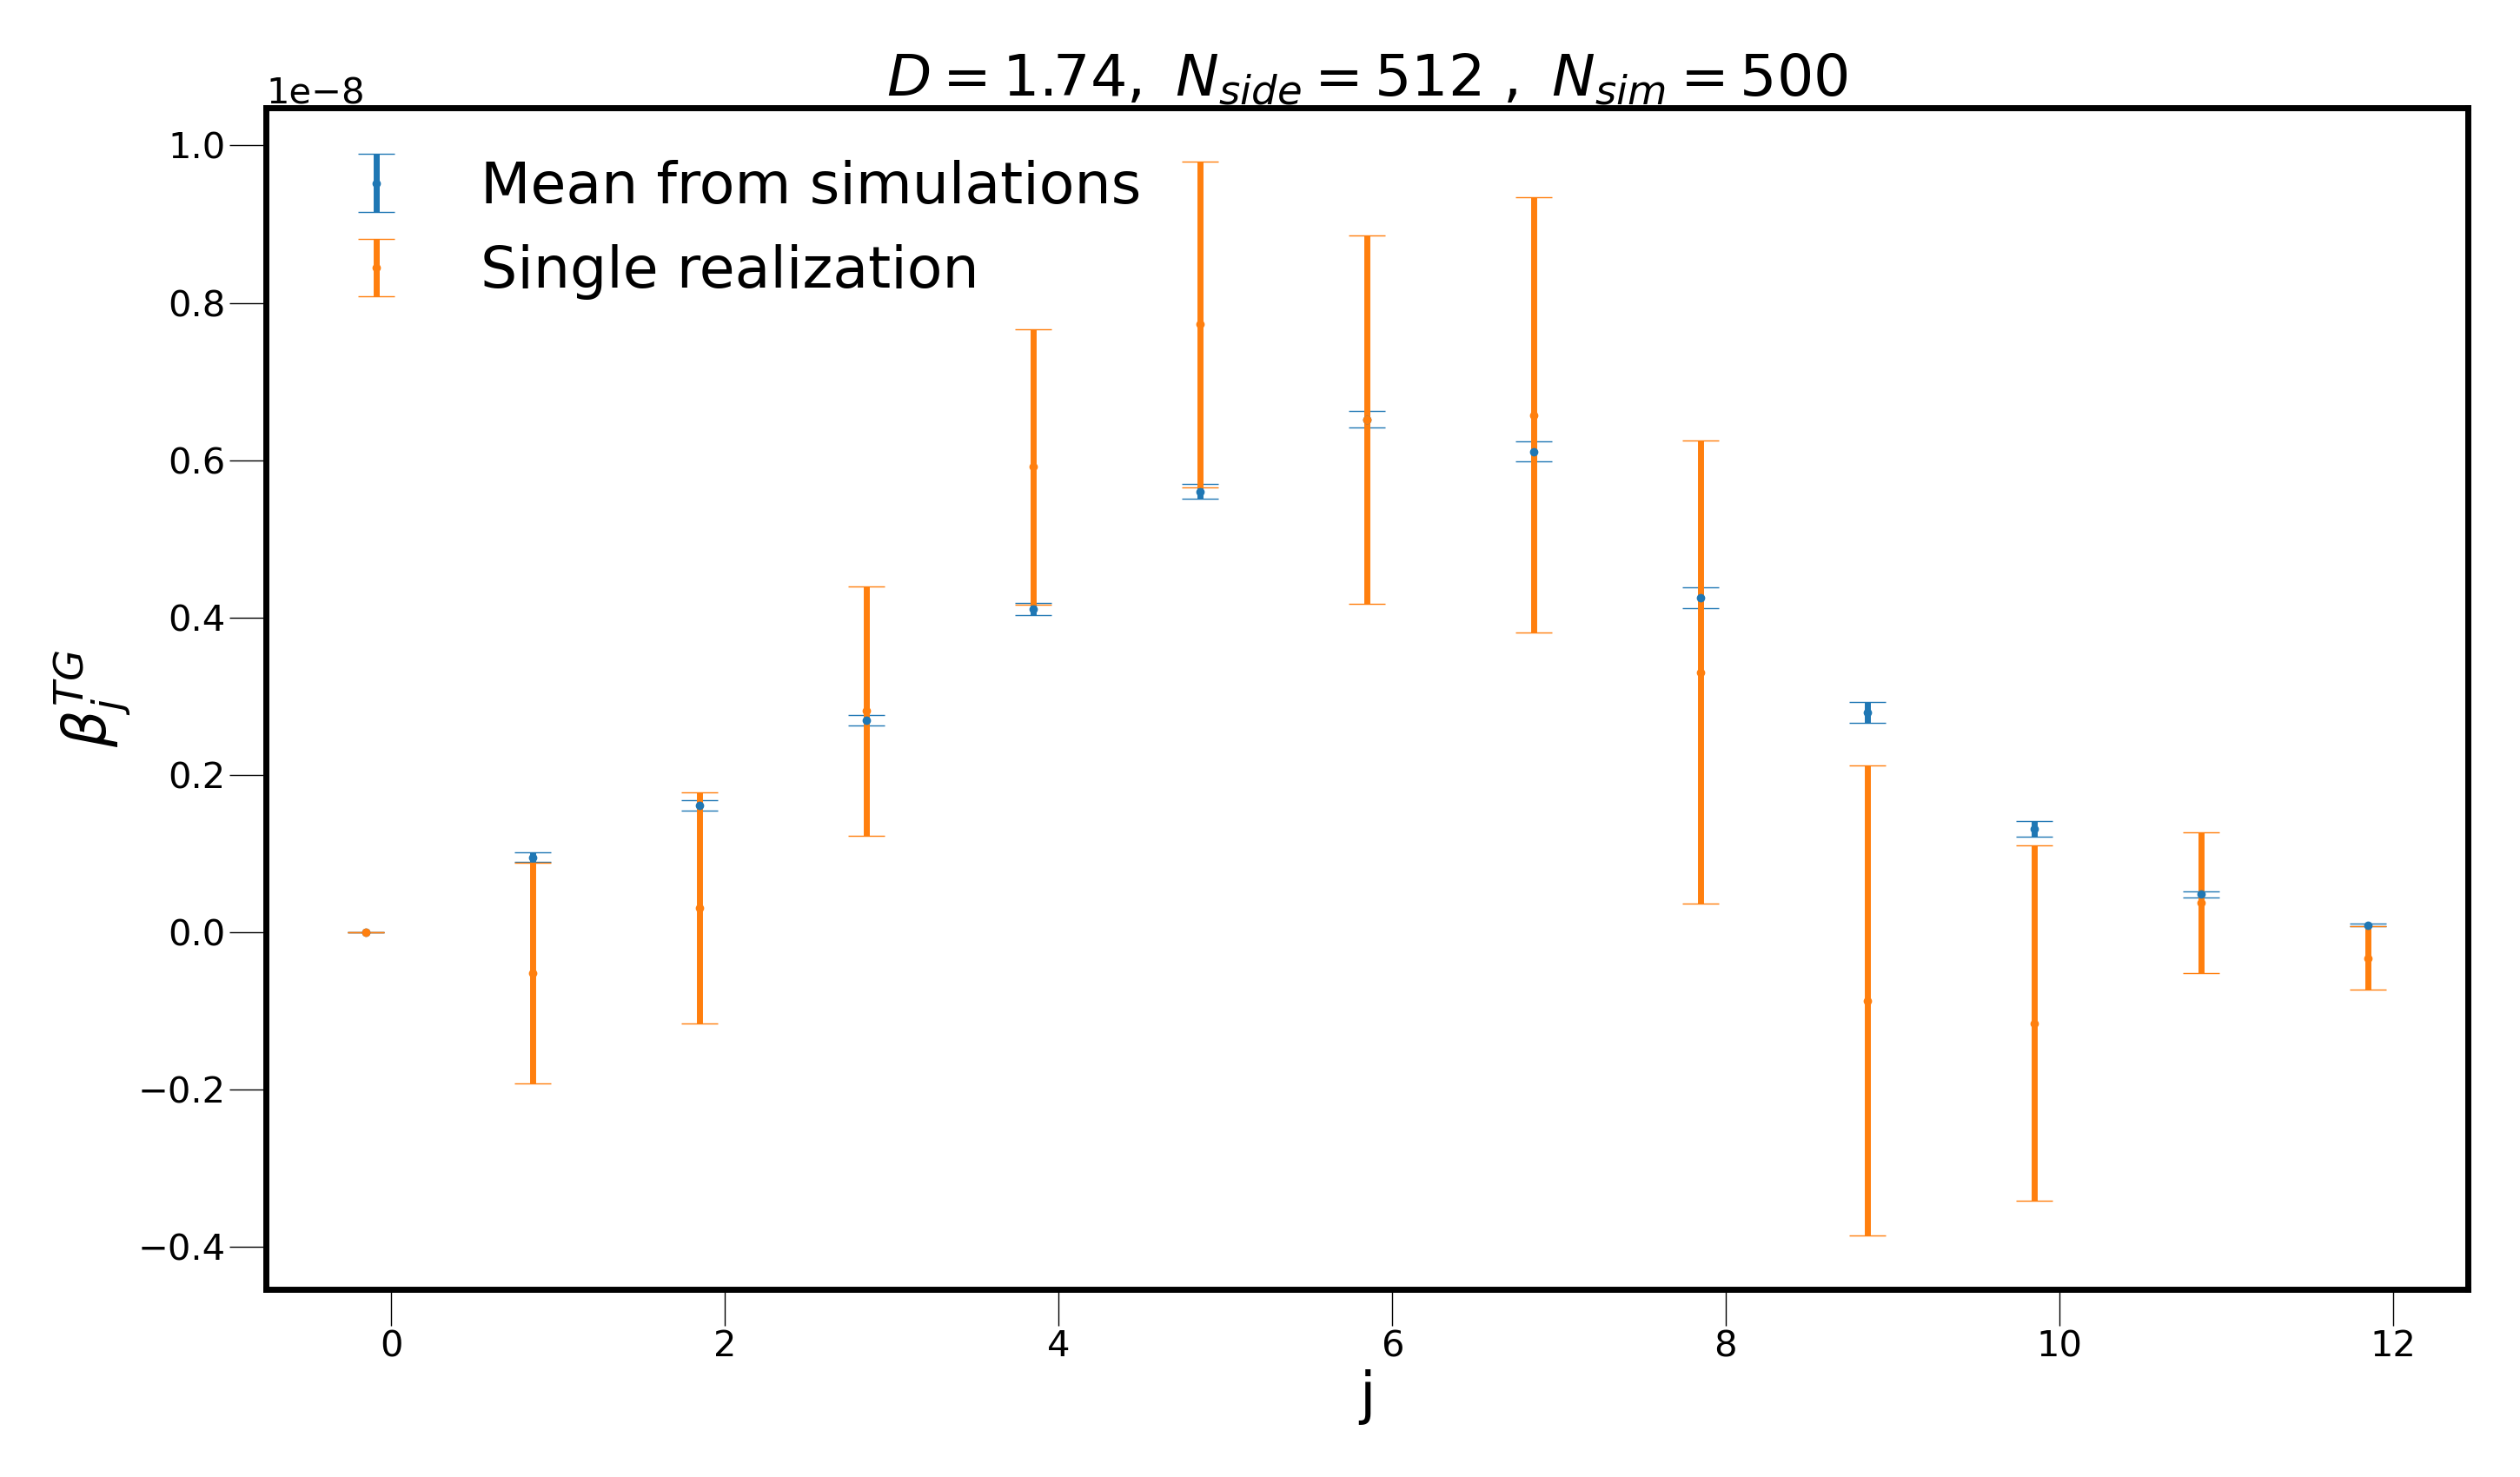 D = 1.74, N_side = 512 , N_sim = 500
1e−8
1.0
0.8
0.6
0.4
0.2
0.0
−0.2
−0.4
Mean from simulations
Single realization
β_j^TG
0 2 4 6 8 10 12
j